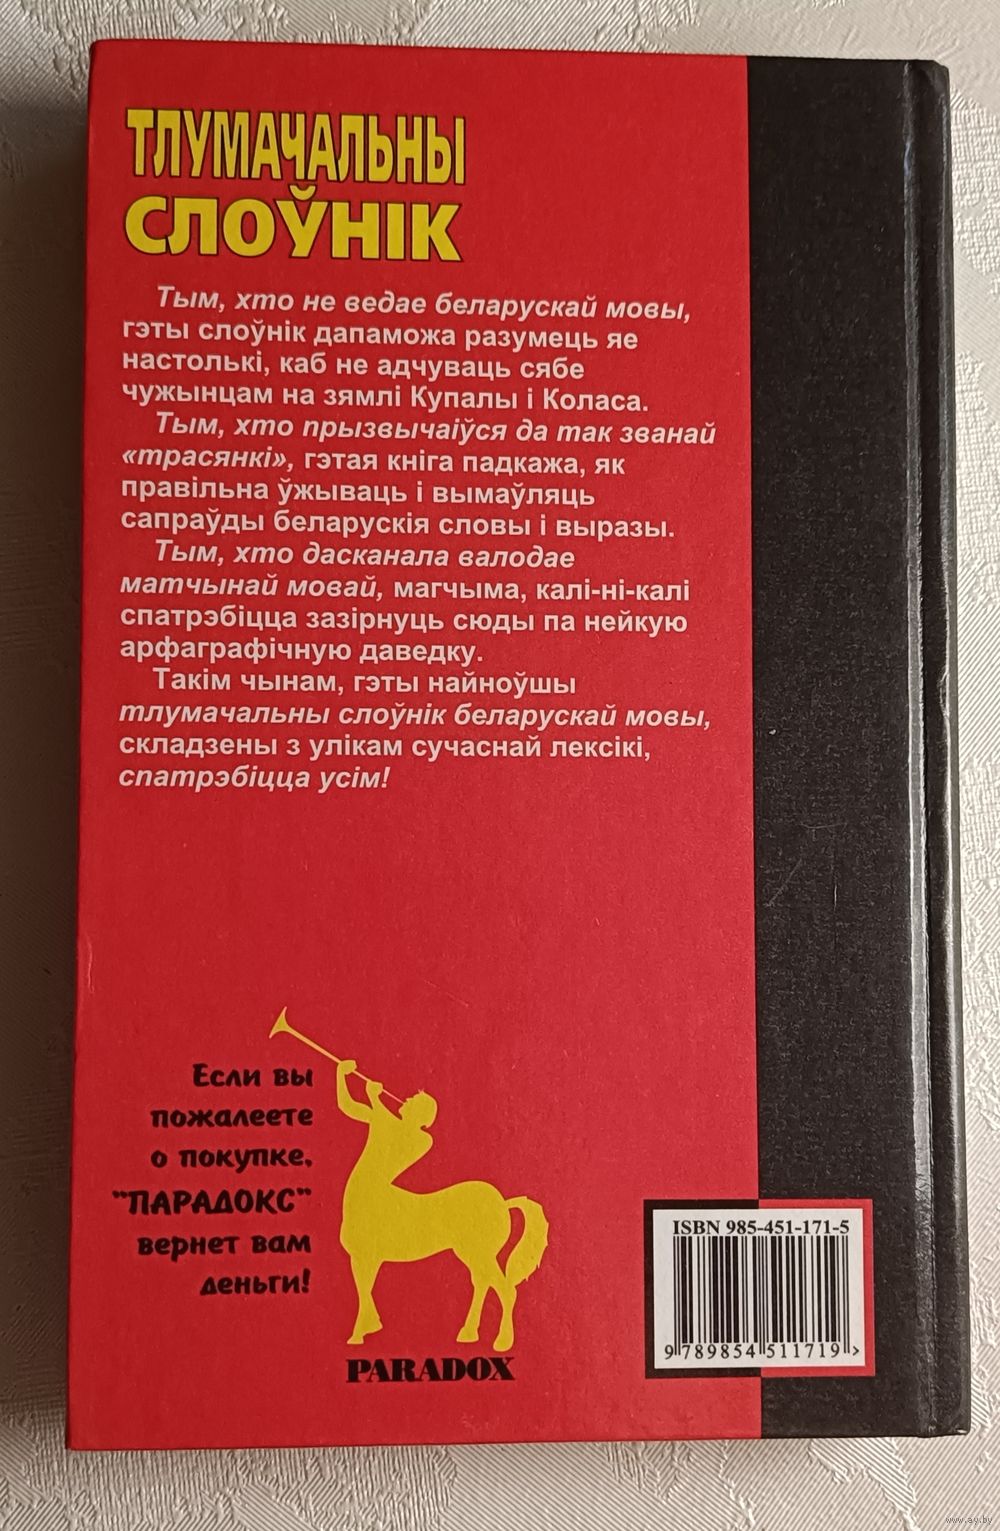 ТЛУМАЧАЛЬНЫ
СЛОЎНІК
Тым, хто не ведае беларускай мовы,
гэты слоўнік дапаможа разумець яе
настолькі, каб не адчуваць сябе
чужынцам на зямлі Купалы і Коласа.
Тым, хто прызвычаіўся да так званай
«трасянкі», гэтая кніга падкажа, як
правільна ўжываць і вымаўляць
сапраўды беларускія словы і выразы.
Тым, хто дасканала валодае
матчынай мовай, магчыма, калі-ні-калі
спатрэбіцца зазірнуць сюды па нейкую
арфаграфічную даведку.
Такім чынам, гэты найноўшы
тлумачальны слоўнік беларускай мовы,
складзены з улікам сучаснай лексікі,
спатрэбіцца усім!
Если вы
пожалеете
о покупке,
"ПАРАДОКС"
вернет вам
деньги!
PARADOX
ISBN 985-451-171-5
9 789854 511719 >
www.ay.by